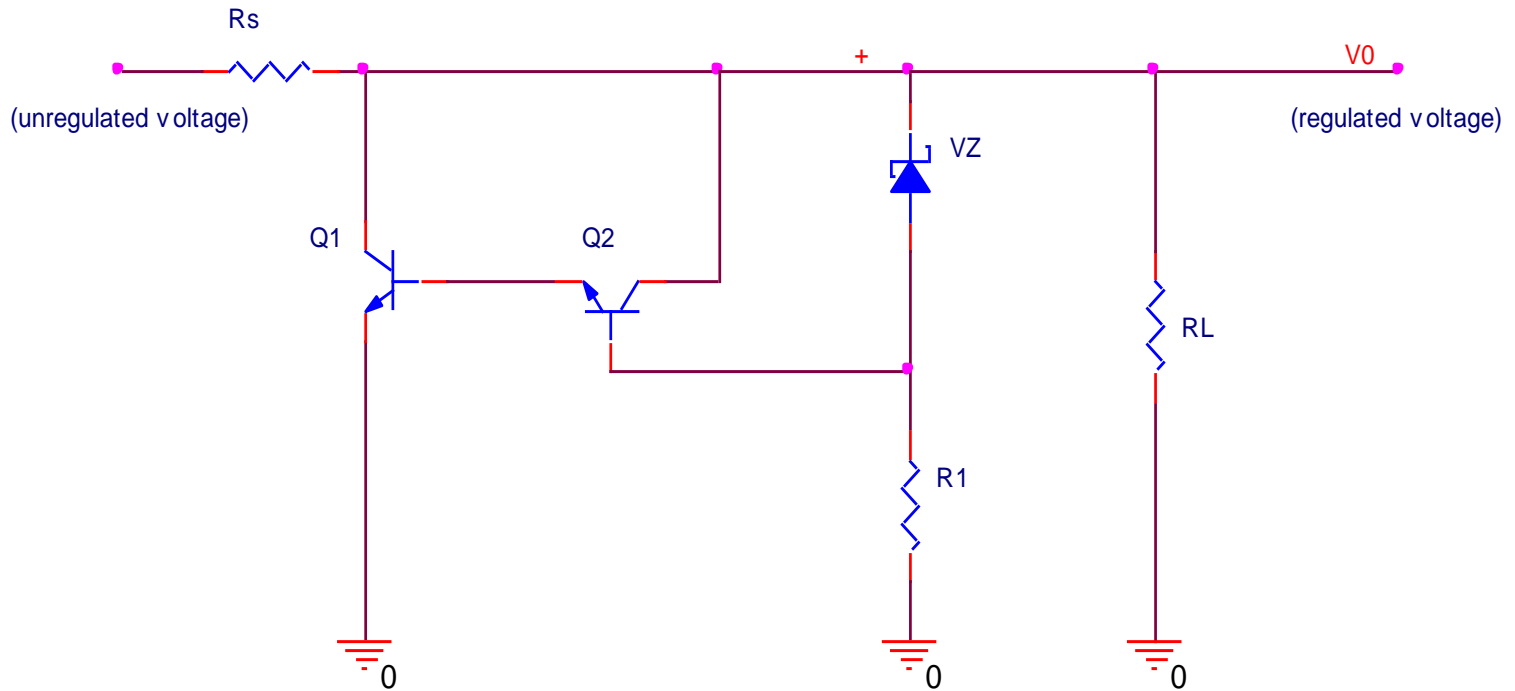 Rs
+
V0
(unregulated voltage)
(regulated voltage)
VZ
Q1
Q2
RL
R1
0
0
0